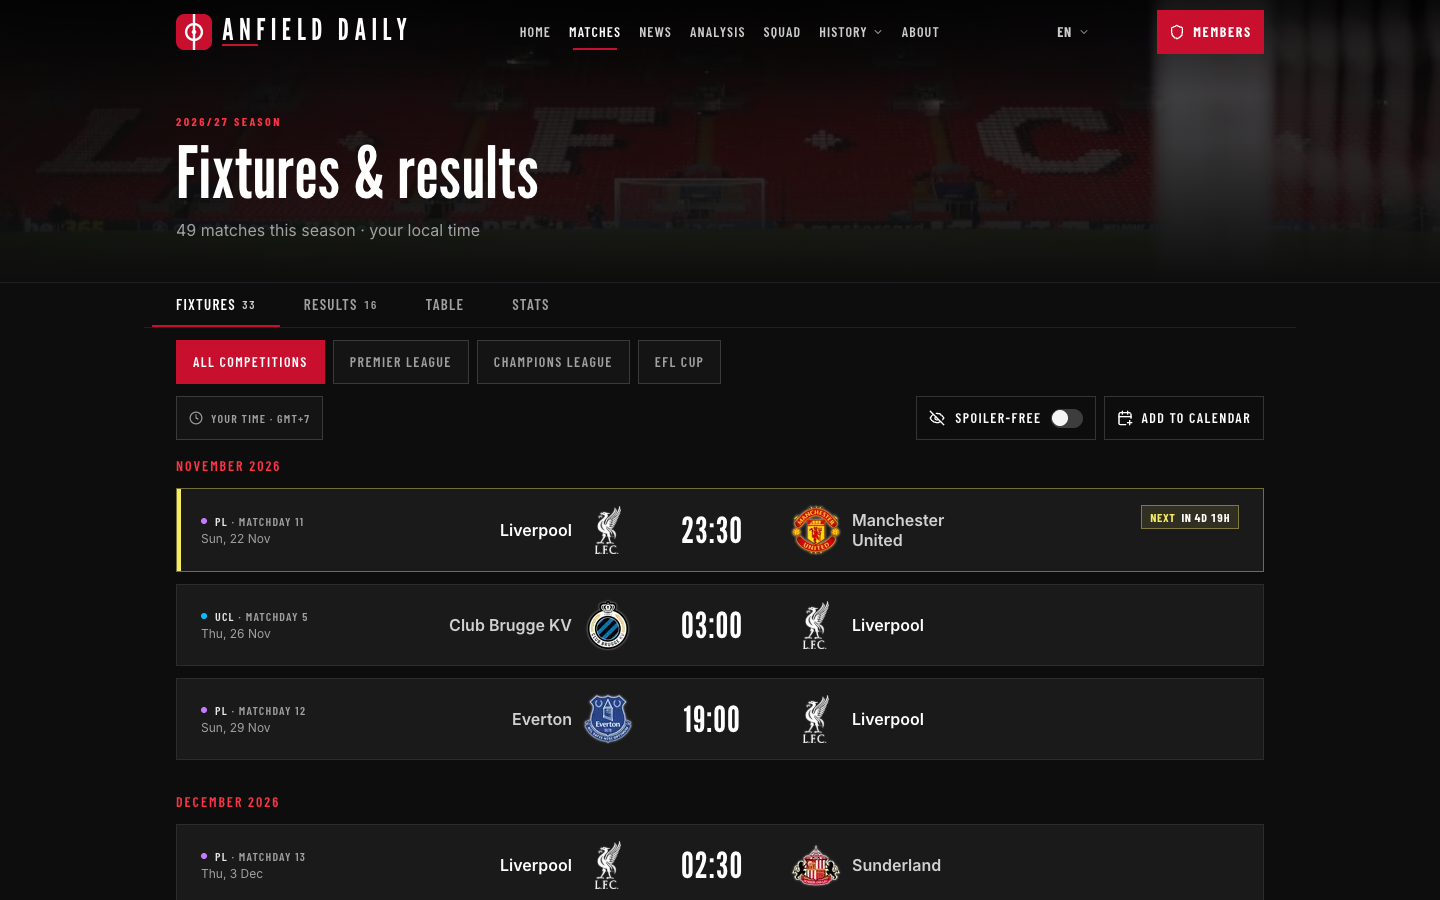 ANFIELD DAILY
HOME MATCHES NEWS ANALYSIS SQUAD HISTORY ABOUT
EN
MEMBERS
2026/27 SEASON
Fixtures & results
49 matches this season · your local time
FIXTURES 33 RESULTS 16 TABLE STATS
ALL COMPETITIONS PREMIER LEAGUE CHAMPIONS LEAGUE EFL CUP
YOUR TIME · GMT+7
SPOILER-FREE
ADD TO CALENDAR
NOVEMBER 2026
PL · MATCHDAY 11
Sun, 22 Nov
Liverpool
L.F.C.
23:30
MANCHESTER
UNITED
Manchester
United
NEXT IN 4D 19H
UCL · MATCHDAY 5
Thu, 26 Nov
Club Brugge KV
03:00
L.F.C.
Liverpool
PL · MATCHDAY 12
Sun, 29 Nov
Everton
Everton
19:00
L.F.C.
Liverpool
DECEMBER 2026
PL · MATCHDAY 13
Thu, 3 Dec
Liverpool
L.F.C.
02:30
Sunderland